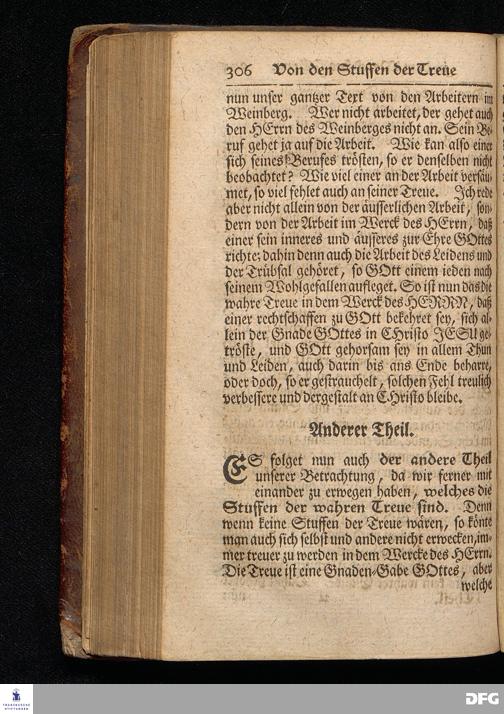 306 Von den Stuffen der Treue
nun unser gantzer Text von den Arbeitern im
Weinberg. Wer nicht arbeitet, der gehet auch
den HErrn des Weinberges nicht an. Sein Be-
ruf gehet ja auf die Arbeit. Wie kan also einer
sich seines Berufes trösten, so er denselben nicht
beobachtet? Wie viel einer an der Arbeit versäu-
met, so viel fehlet auch an seiner Treue. Ich rede
aber nicht allein von der äusserlichen Arbeit, son-
dern von der Arbeit im Werck des HErrn, daß
einer sein inneres und äusseres zur Ehre GOttes
richte: dahin denn auch die Arbeit des Leidens und
der Trübsal gehöret, so GOtt einem ieden nach
seinem Wohlgefallen aufleget. So ist nun das die
wahre Treue in dem Werck des HERRN, daß
einer rechtschaffen zu GOtt bekehret sey, sich al-
lein der Gnade GOttes in CHristo JESU ge-
tröste, und GOtt gehorsam sey in allem Thun
und Leiden, auch darin bis ans Ende beharre,
oder doch, so er gestrauchelt, solchen Fehl treulich
verbessere und dergestalt an CHristo bleibe.
Anderer Theil.
ES folget nun auch der andere Theil
unserer Betrachtung, da wir ferner mit
einander zu erwegen haben, welches die
Stuffen der wahren Treue sind. Denn
wenn keine Stuffen der Treue wären, so könte
man auch sich selbst und andere nicht erwecken, im-
mer treuer zu werden in dem Wercke des HErrn.
Die Treue ist eine Gnaden-Gabe GOttes, aber
welche
FRANCKESCHE
STIFTUNGEN
DFG